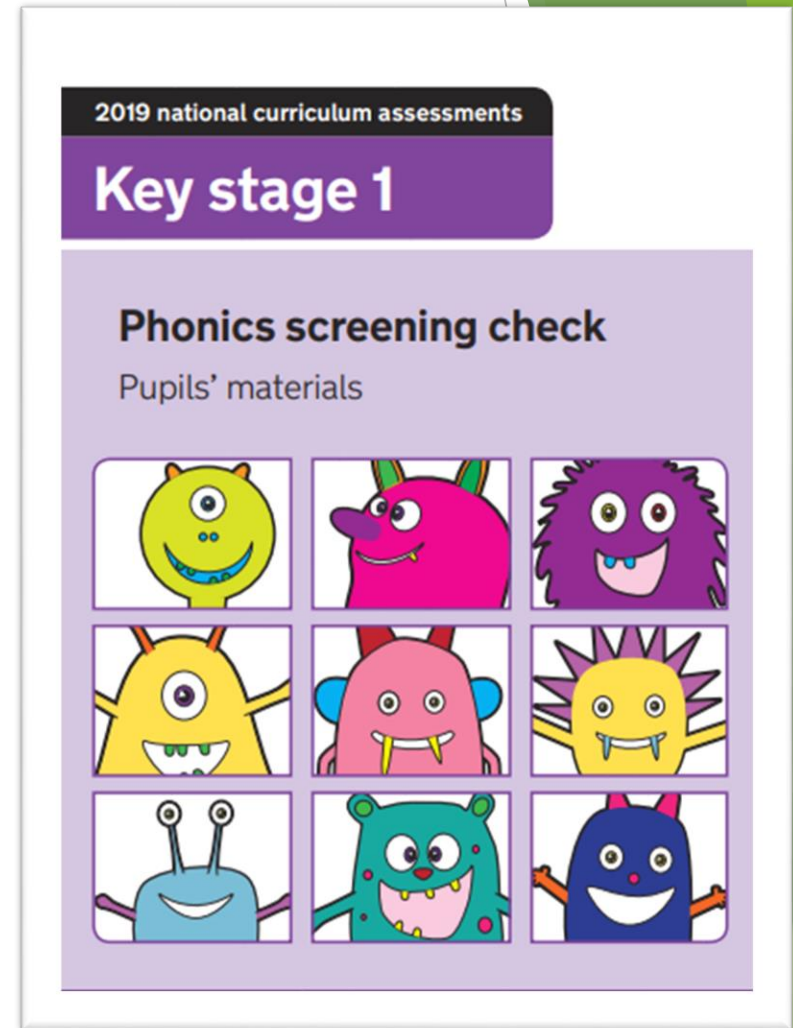 2019 national curriculum assessments
Key stage 1
Phonics screening check
Pupils’ materials